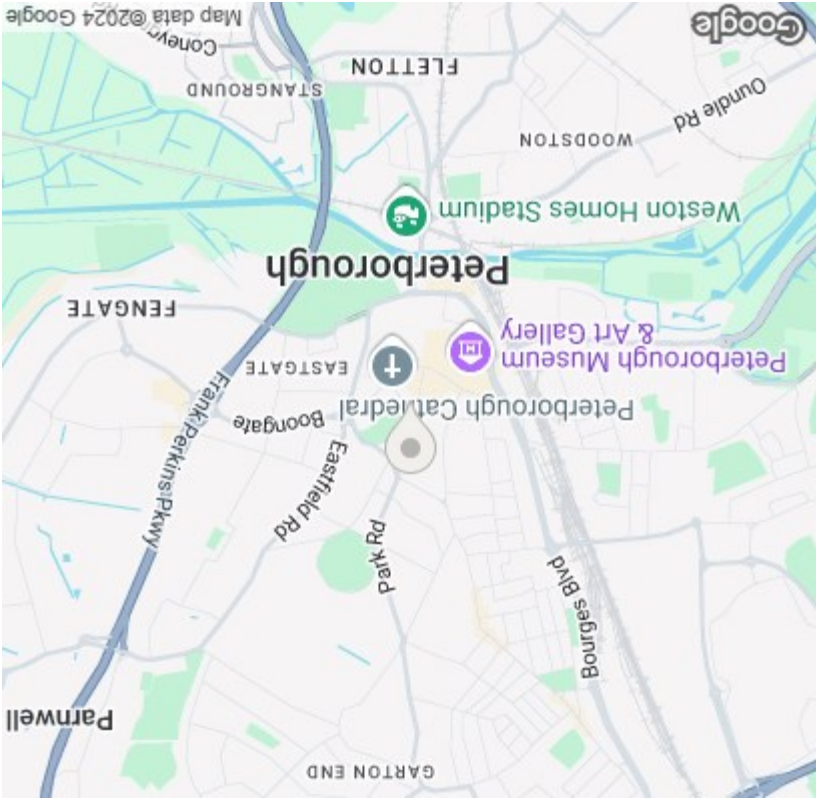 GARTON END
Parnwell
Bourges Blvd
Park Rd
Eastfield Rd
Frank Perkins Pkwy
Boongate
Peterborough Cathedral
EASTGATE
Peterborough Museum
& Art Gallery
FENGATE
Peterborough
Weston Homes Stadium
WOODSTON
Oundle Rd
STANGROUND
FLETTON
Google
Map data ©2024 Google